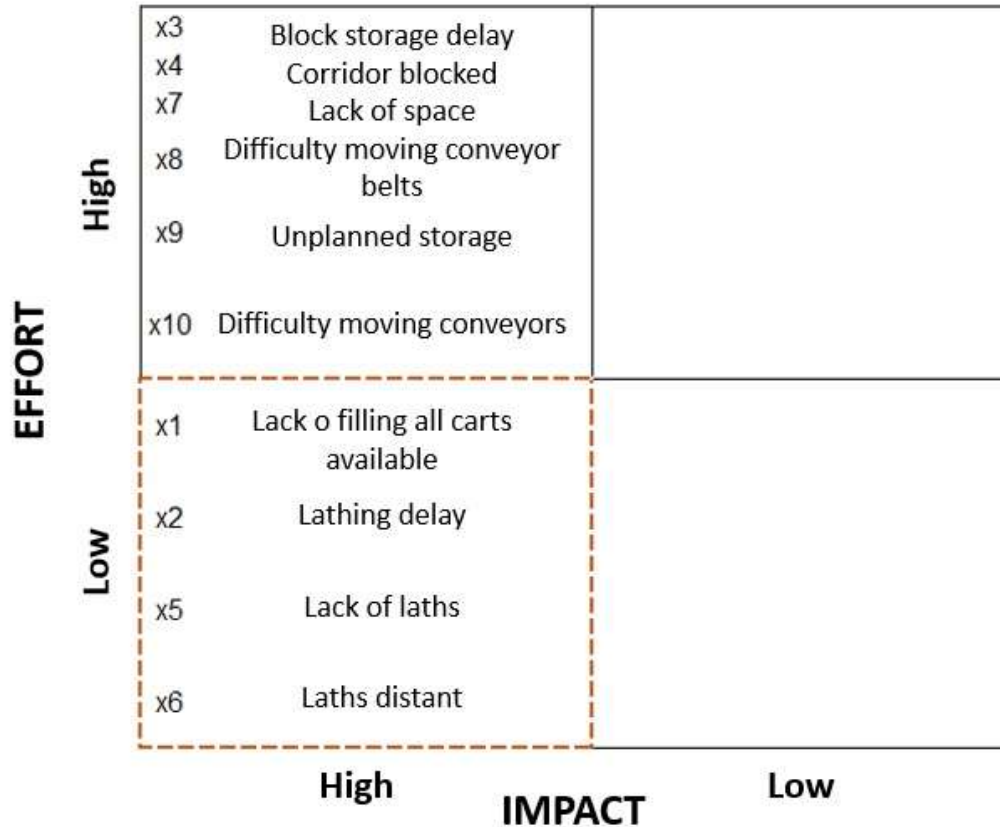 x3 Block storage delay
x4 Corridor blocked
x7 Lack of space
x8 Difficulty moving conveyor
belts
x9 Unplanned storage
x10 Difficulty moving conveyors
High
EFFORT
x1 Lack o filling all carts
available
x2 Lathing delay
Low
x5 Lack of laths
x6 Laths distant
High
Low
IMPACT